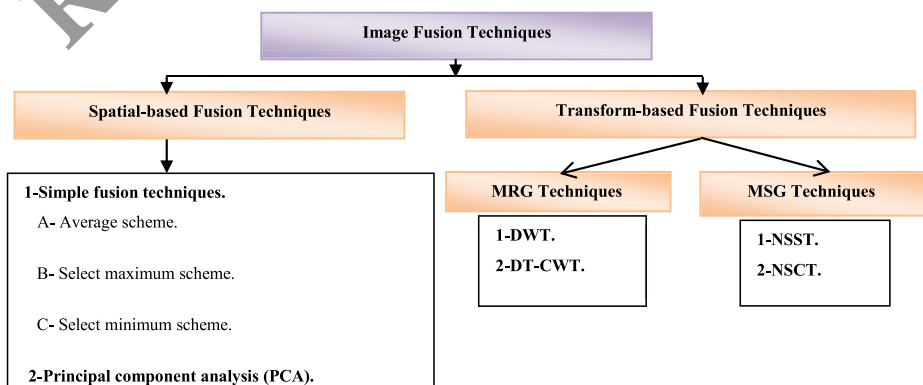 Image Fusion Techniques
Spatial-based Fusion Techniques
Transform-based Fusion Techniques
1-Simple fusion techniques.
A- Average scheme.
B- Select maximum scheme.
C- Select minimum scheme.
2-Principal component analysis (PCA).
MRG Techniques
1-DWT.
2-DT-CWT.
MSG Techniques
1-NSST.
2-NSCT.